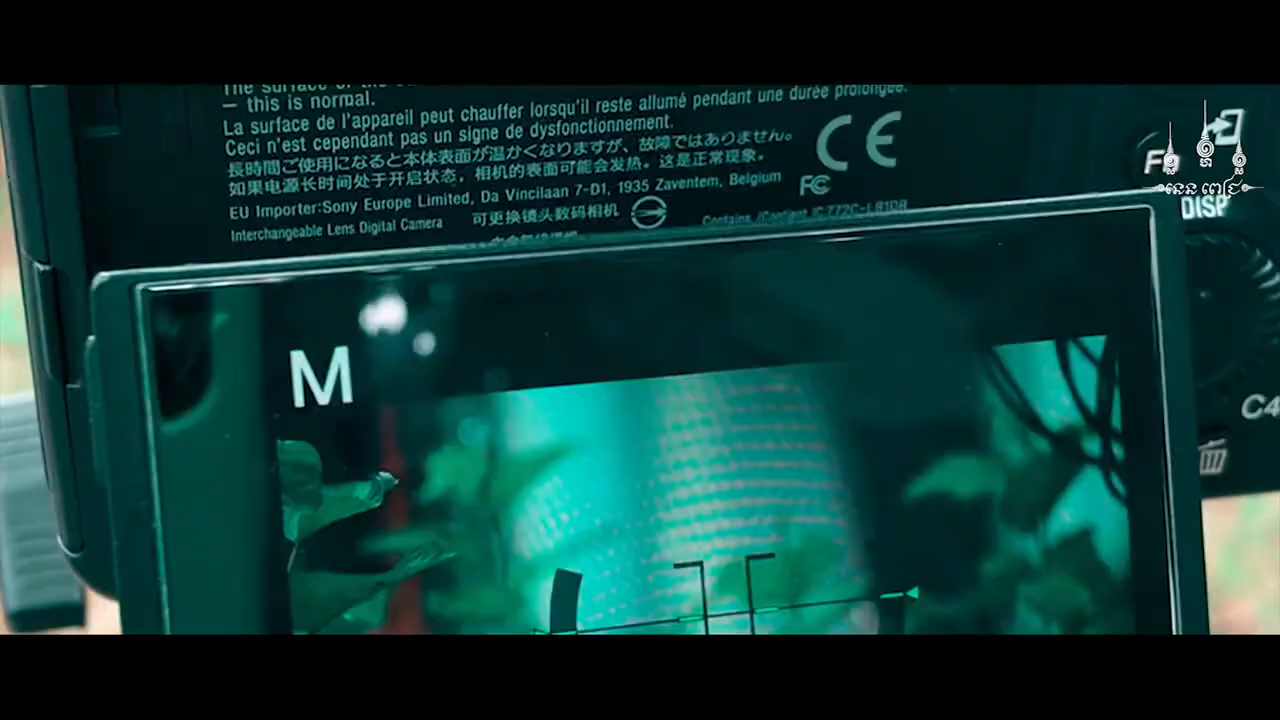 The surface of the
– this is normal.
La surface de l'appareil peut chauffer lorsqu'il reste allumé pendant une durée prolongée.
Ceci n'est cependant pas un signe de dysfonctionnement.
長時間ご使用になると本体表面が温かくなりますが、故障ではありません。
如果电源长时间处于开启状态，相机的表面可能会发热。这是正常现象。
EU Importer:Sony Europe Limited, Da Vincilaan 7-D1, 1935 Zaventem, Belgium
Interchangeable Lens Digital Camera 可更换镜头数码相机
CE
FC
Fn
DISP
C4
M